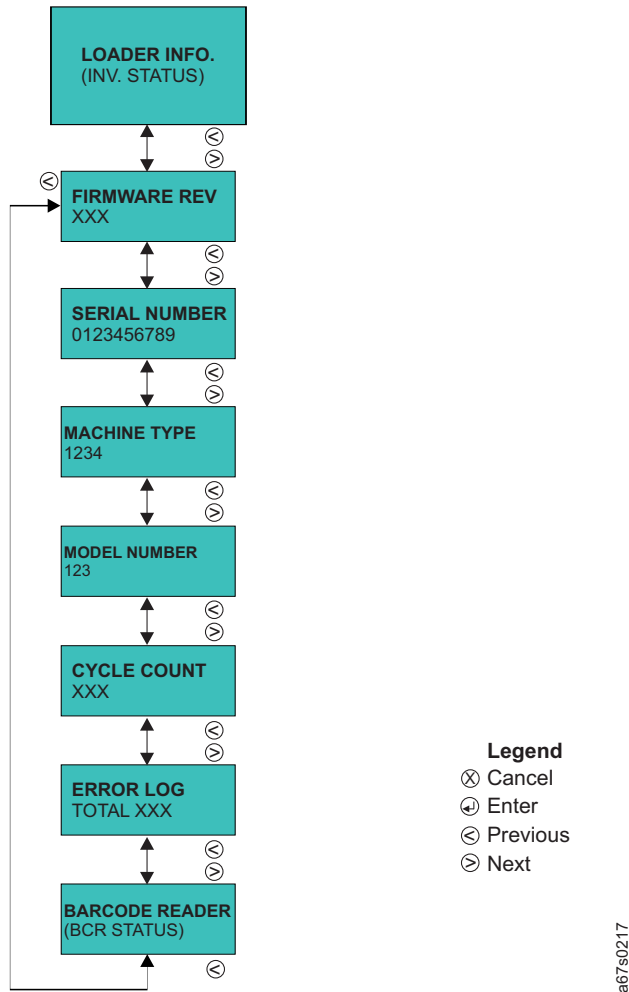 LOADER INFO.
(INV. STATUS)
FIRMWARE REV
XXX
SERIAL NUMBER
0123456789
MACHINE TYPE
1234
MODEL NUMBER
123
CYCLE COUNT
XXX
ERROR LOG
TOTAL XXX
BARCODE READER
(BCR STATUS)
Legend
Cancel
Enter
Previous
Next
a67s0217